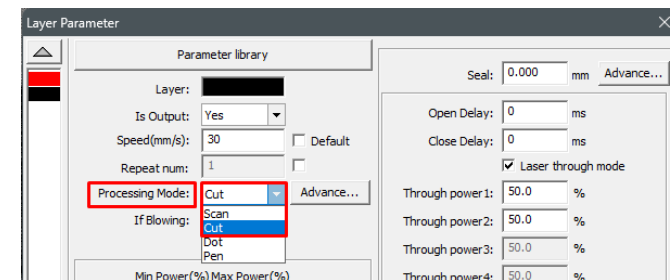 Layer Parameter
Parameter library
Layer:
Is Output: Yes
Speed(mm/s): 30 Default
Repeat num: 1
Processing Mode: Cut Advance...
If Blowing:
Scan
Cut
Dot
Pen
Min Power(%) Max Power(%)
Seal: 0.000 mm Advance...
Open Delay: 0 ms
Close Delay: 0 ms
Laser through mode
Through power1: 50.0 %
Through power2: 50.0 %
Through power3: 50.0 %
Through power4: 50.0 %